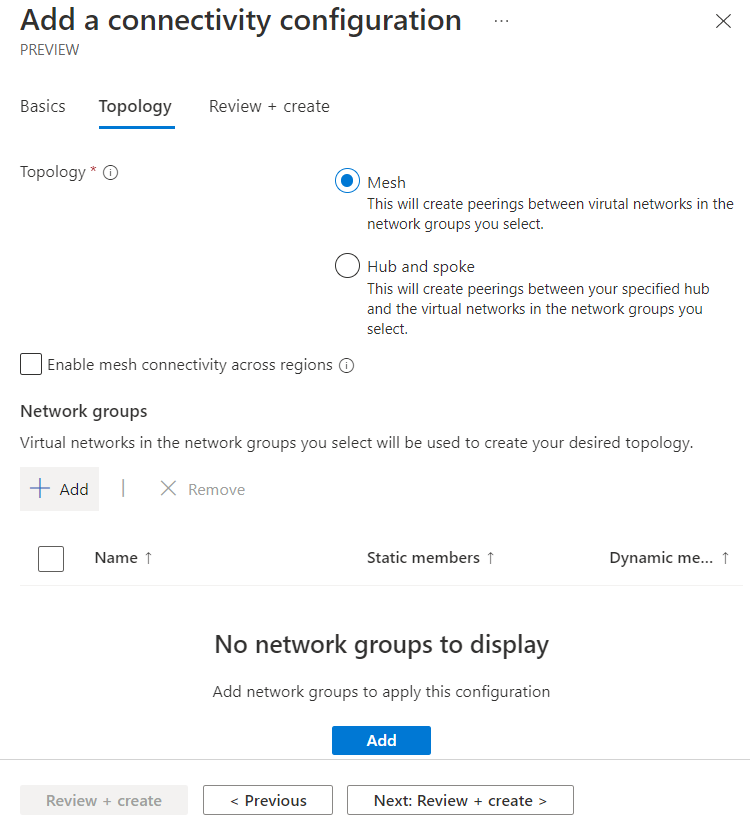 Add a connectivity configuration ...
PREVIEW
Basics Topology Review + create
Topology *
Mesh
This will create peerings between virutal networks in the
network groups you select.
Hub and spoke
This will create peerings between your specified hub
and the virtual networks in the network groups you
select.
Enable mesh connectivity across regions
Network groups
Virtual networks in the network groups you select will be used to create your desired topology.
+ Add | × Remove
Name ↑ Static members ↑ Dynamic me... ↑
No network groups to display
Add network groups to apply this configuration
Add
Review + create < Previous Next: Review + create >